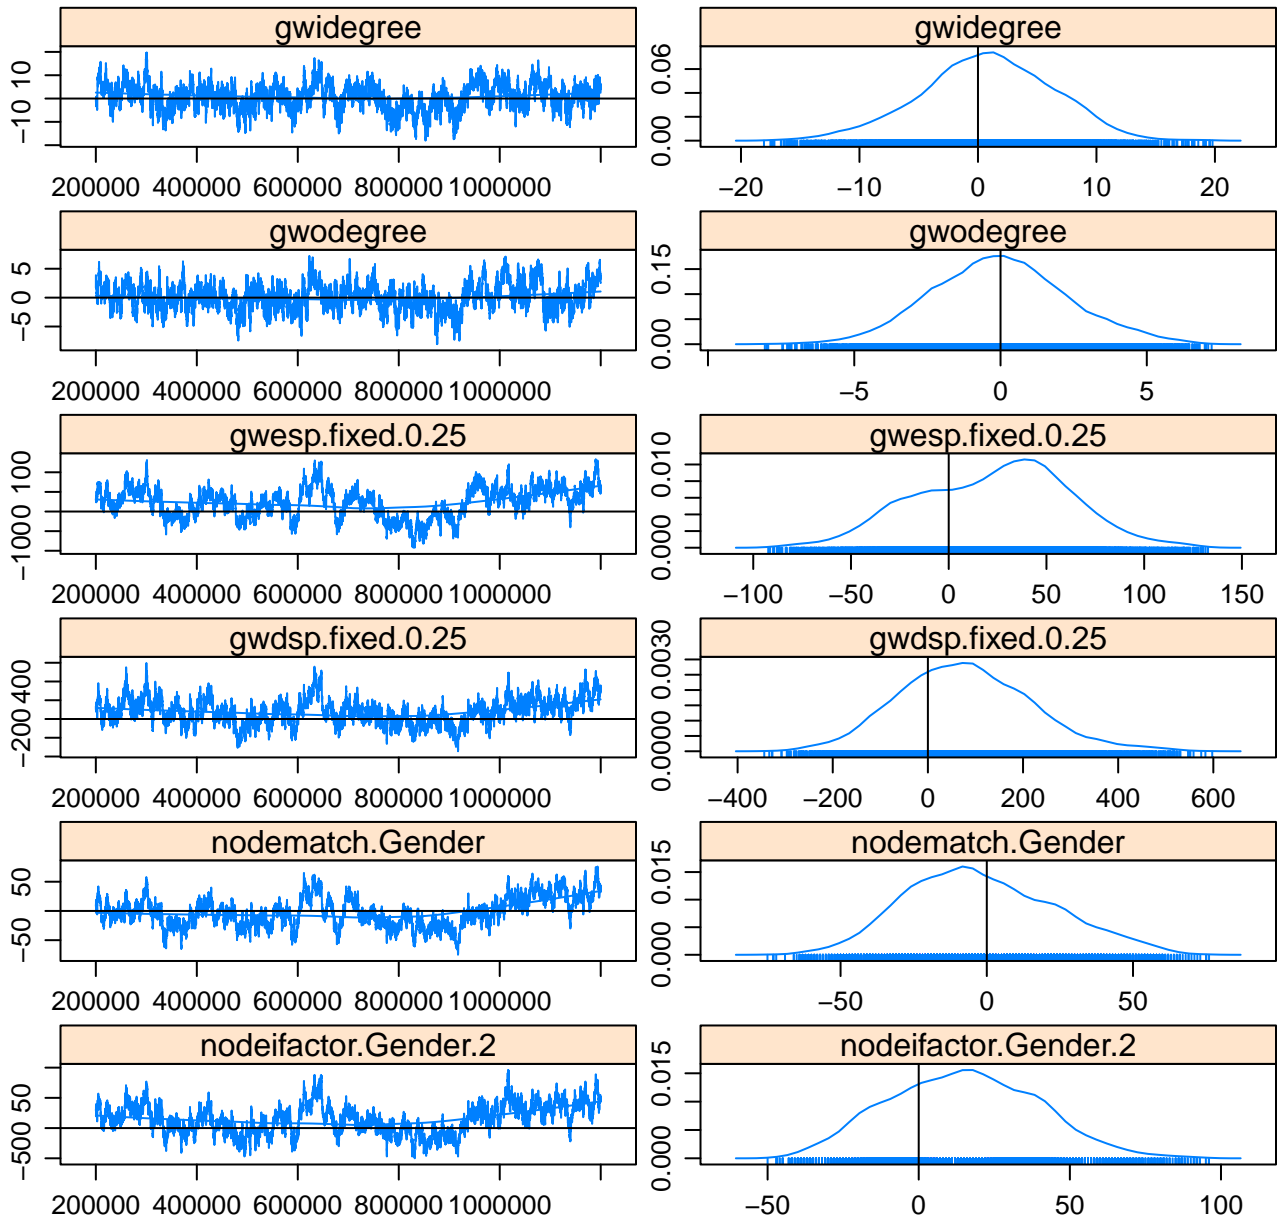 gwidegree gwidegree
−10 10 0.00 0.06
200000 400000 600000 800000 1000000 −20 −10 0 10 20
gwodegree gwodegree
−5 0 5 0.00 0.15
200000 400000 600000 800000 1000000 −5 0 5
gwesp.fixed.0.25 gwesp.fixed.0.25
−100 0 100 0.000 0.010
200000 400000 600000 800000 1000000 −100 −50 0 50 100 150
gwdsp.fixed.0.25 gwdsp.fixed.0.25
−200 400 0.0000 0.0030
200000 400000 600000 800000 1000000 −400 −200 0 200 400 600
nodematch.Gender nodematch.Gender
−50 50 0.000 0.015
200000 400000 600000 800000 1000000 −50 0 50
nodeifactor.Gender.2 nodeifactor.Gender.2
−50 0 50 0.000 0.015
200000 400000 600000 800000 1000000 −50 0 50 100